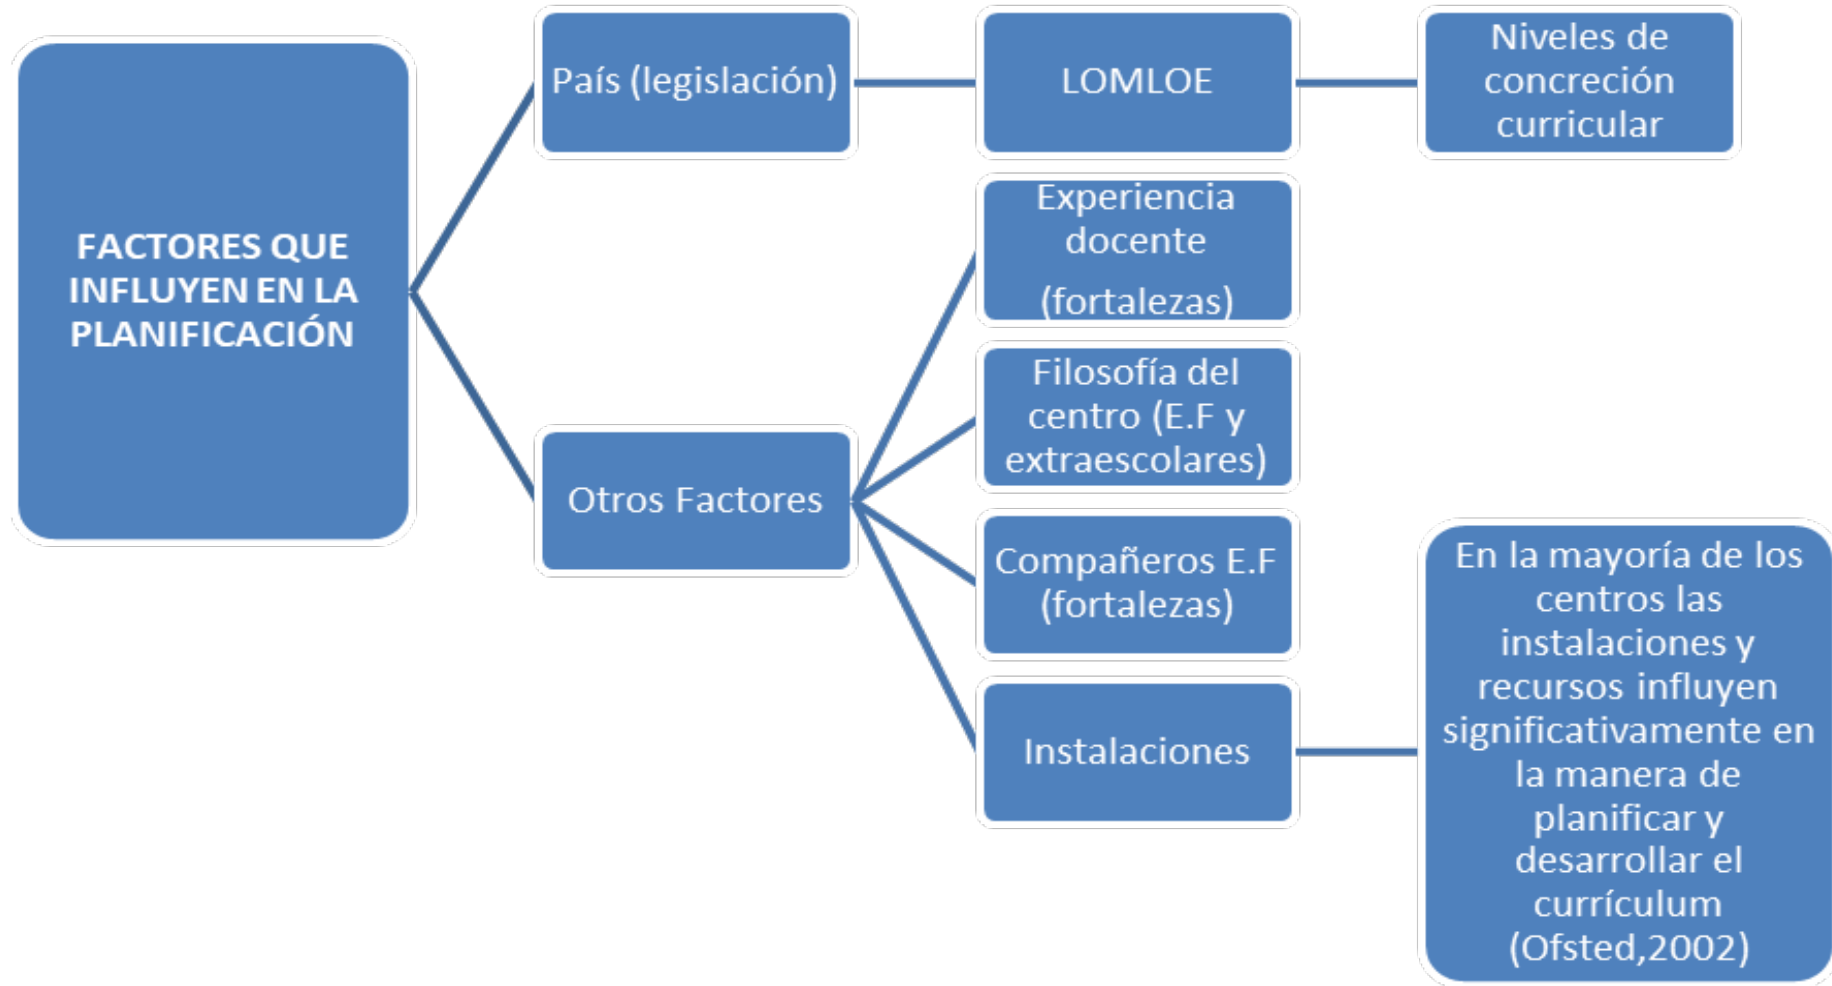 FACTORES QUE
INFLUYEN EN LA
PLANIFICACIÓN
País (legislación)
LOMLOE
Niveles de
concreción
curricular
Otros Factores
Experiencia
docente
(fortalezas)
Filosofía del
centro (E.F y
extraescolares)
Compañeros E.F
(fortalezas)
Instalaciones
En la mayoría de los
centros las
instalaciones y
recursos influyen
significativamente en
la manera de
planificar y
desarrollar el
currículum
(Ofsted,2002)